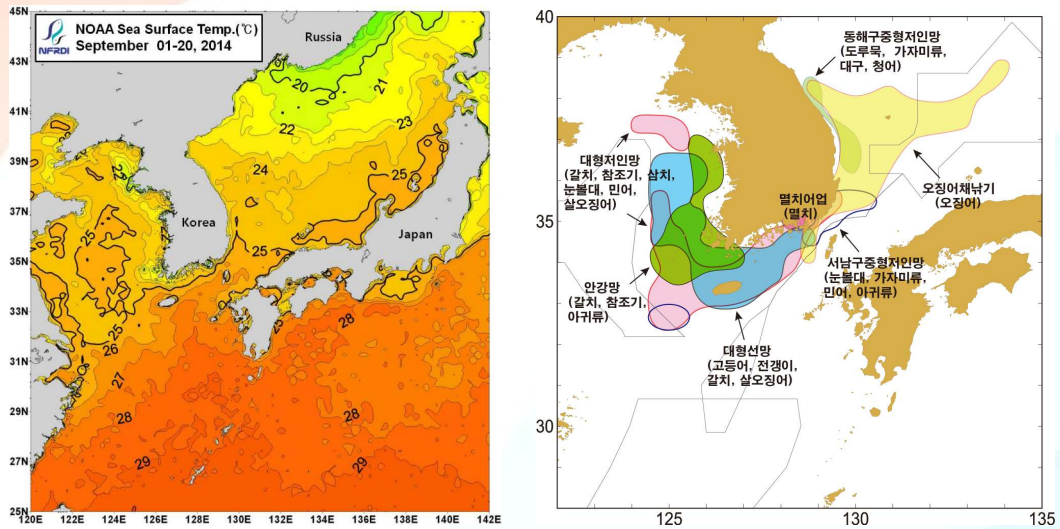 NOAA Sea Surface Temp.(℃)
September 01-20, 2014
NFRDI
Russia
Korea
Japan
20
21
22
23
24
25
22
25
25
25
25
26
27
28
28
28
29
29
45N
43N
41N
39N
37N
35N
33N
31N
29N
27N
25N
120E 122E 124E 126E 128E 130E 132E 134E 136E 138E 140E 142E
40
35
30
125
130
135
동해구중형저인망
(도루묵, 가자미류,
대구, 청어)
대형저인망
(갈치, 참조기, 삼치,
눈볼대, 민어,
살오징어)
멸치어업
(멸치)
오징어채낚기
(오징어)
서남구중형저인망
(눈볼대, 가자미류,
민어, 아귀류)
안강망
(갈치, 참조기,
아귀류)
대형선망
(고등어, 전갱이,
갈치, 살오징어)